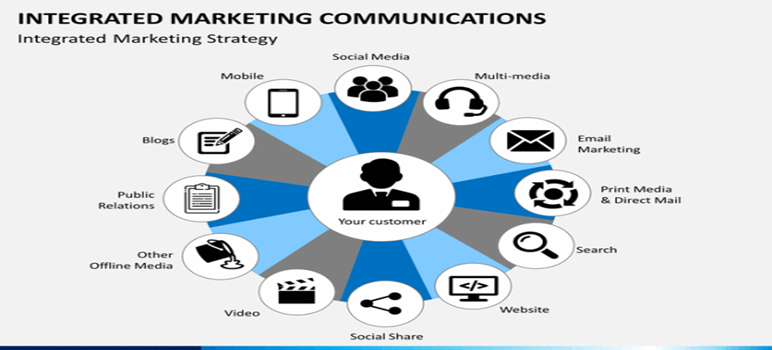 INTEGRATED MARKETING COMMUNICATIONS
Integrated Marketing Strategy
Social Media
Mobile
Multi-media
Blogs
Email
Marketing
Public
Relations
Your customer
Print Media
& Direct Mail
Other
Offline Media
Search
Video
Website
Social Share